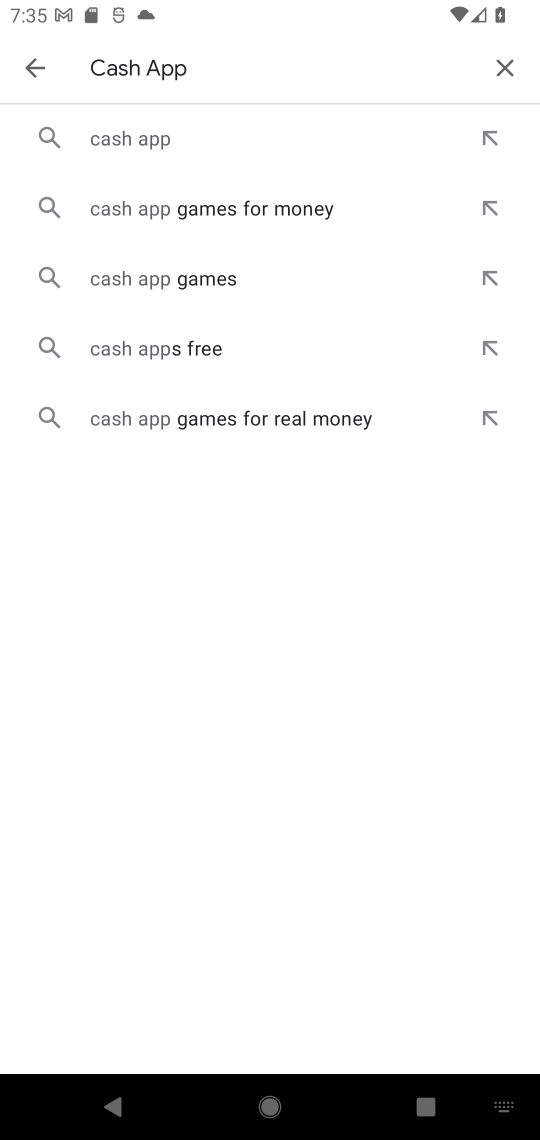 7:35
Cash App
cash app
cash app games for money
cash app games
cash apps free
cash app games for real money